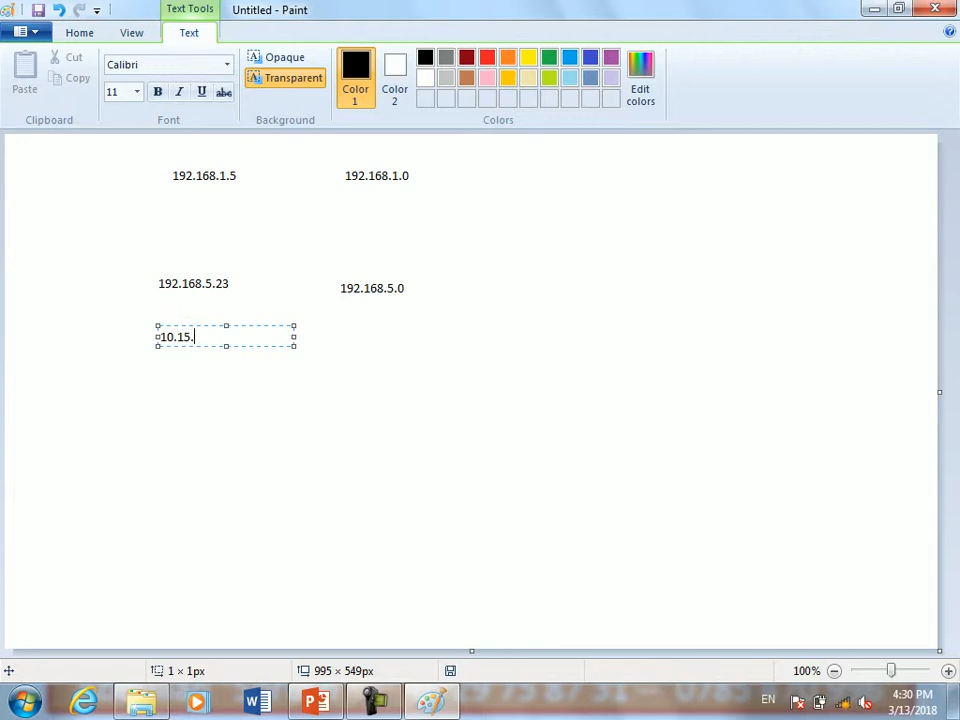 Text Tools
Untitled - Paint
Home
View
Text
Paste
Cut
Copy
Clipboard
Calibri
11
B I U abc
Font
Opaque
Transparent
Background
Color 1
Color 2
Edit colors
Colors
192.168.1.5
192.168.1.0
192.168.5.23
192.168.5.0
10.15.
1 × 1px
995 × 549px
100%
EN
4:30 PM
3/13/2018